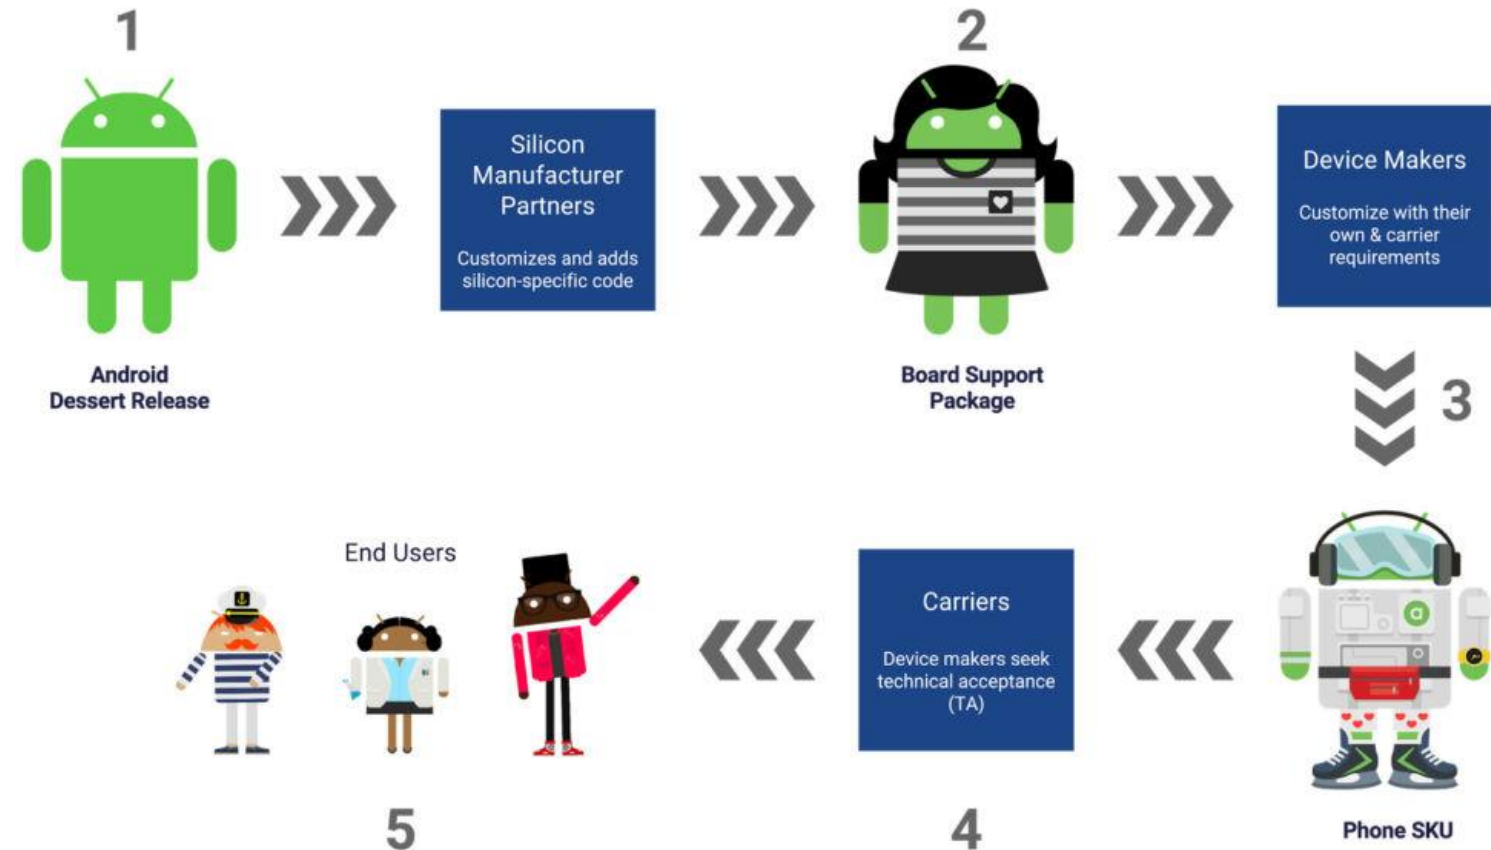 1
2
Silicon
Manufacturer
Partners
Customizes and adds
silicon-specific code
Device Makers
Customize with their
own & carrier
requirements
Android
Dessert Release
Board Support
Package
3
End Users
Carriers
Device makers seek
technical acceptance
(TA)
a
Phone SKU
5
4